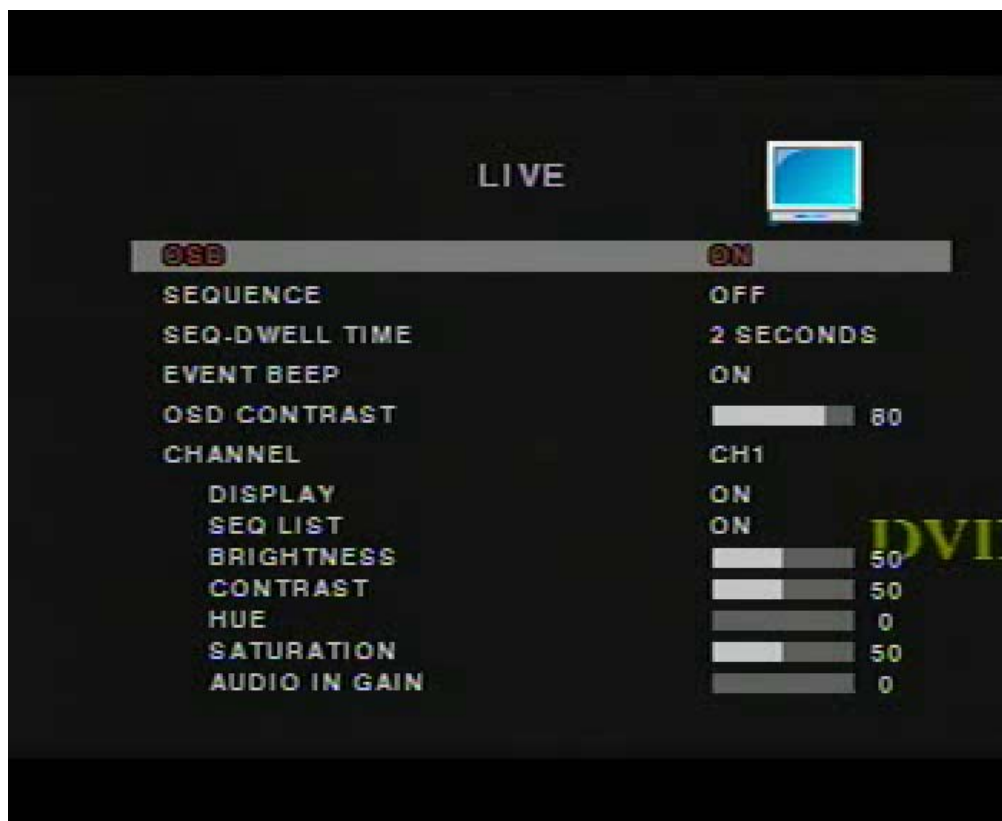 LIVE
OSD ON
SEQUENCE OFF
SEQ-DWELL TIME 2 SECONDS
EVENT BEEP ON
OSD CONTRAST 80
CHANNEL CH1
DISPLAY ON
SEQ LIST ON
BRIGHTNESS 50
CONTRAST 50
HUE 0
SATURATION 50
AUDIO IN GAIN 0